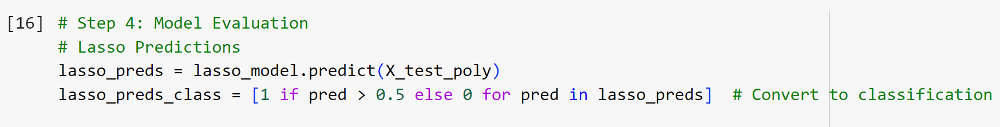 [16] # Step 4: Model Evaluation
# Lasso Predictions
lasso_preds = lasso_model.predict(X_test_poly)
lasso_preds_class = [1 if pred > 0.5 else 0 for pred in lasso_preds]  # Convert to classification